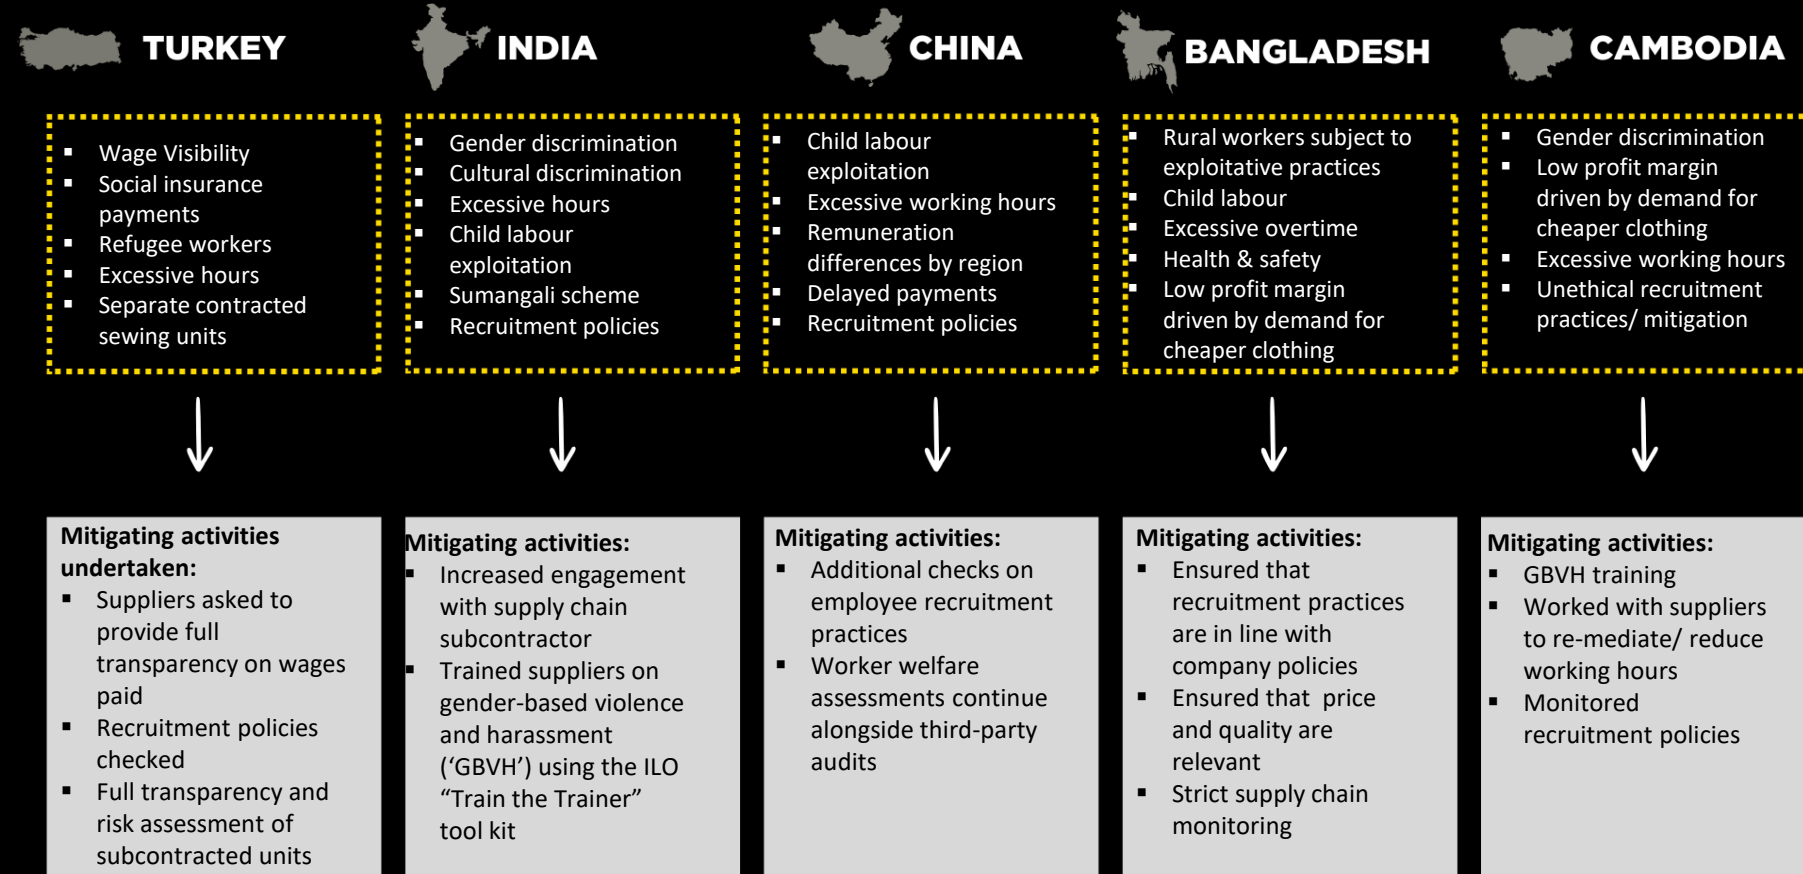 TURKEY
Wage Visibility
Social insurance
payments
Refugee workers
Excessive hours
Separate contracted
sewing units
Mitigating activities
undertaken:
Suppliers asked to
provide full
transparency on wages
paid
Recruitment policies
checked
Full transparency and
risk assessment of
subcontracted units
INDIA
Gender discrimination
Cultural discrimination
Excessive hours
Child labour
exploitation
Sumangali scheme
Recruitment policies
Mitigating activities:
Increased engagement
with supply chain
subcontractor
Trained suppliers on
gender-based violence
and harassment
(‘GBVH’) using the ILO
“Train the Trainer”
tool kit
CHINA
Child labour
exploitation
Excessive working hours
Remuneration
differences by region
Delayed payments
Recruitment policies
Mitigating activities:
Additional checks on
employee recruitment
practices
Worker welfare
assessments continue
alongside third-party
audits
BANGLADESH
Rural workers subject to
exploitative practices
Child labour
Excessive overtime
Health & safety
Low profit margin
driven by demand for
cheaper clothing
Mitigating activities:
Ensured that
recruitment practices
are in line with
company policies
Ensured that price
and quality are
relevant
Strict supply chain
monitoring
CAMBODIA
Gender discrimination
Low profit margin
driven by demand for
cheaper clothing
Excessive working hours
Unethical recruitment
practices/ mitigation
Mitigating activities:
GBVH training
Worked with suppliers
to re-mediate/ reduce
working hours
Monitored
recruitment policies